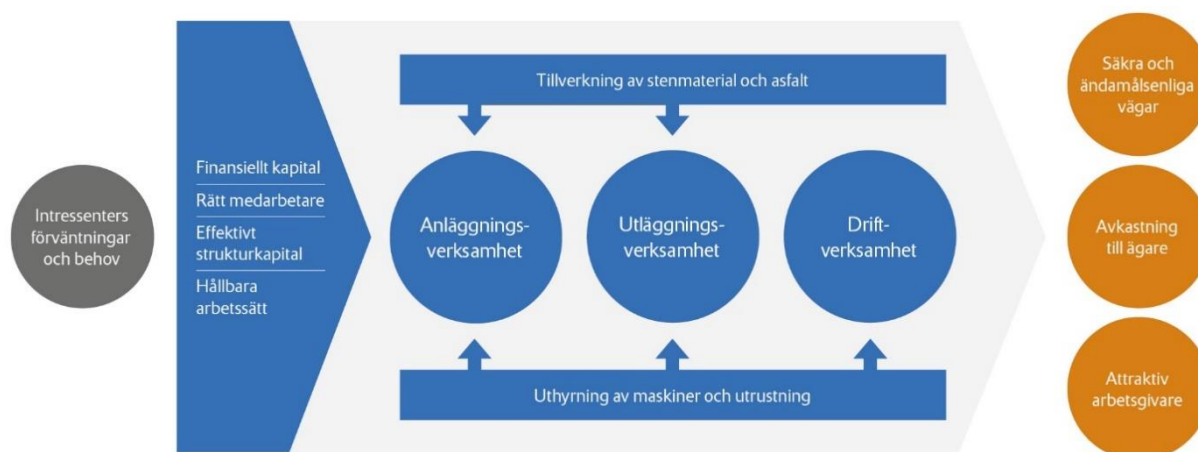 Intressenters
förväntningar
och behov
Finansiellt kapital
Rätt medarbetare
Effektivt
strukturkapital
Hållbara
arbetssätt
Tillverkning av stenmaterial och asfalt
Anläggnings-
verksamhet
Utläggnings-
verksamhet
Drift-
verksamhet
Uthyrning av maskiner och utrustning
Säkra och
ändamålsenliga
vägar
Avkastning
till ägare
Attraktiv
arbetsgivare